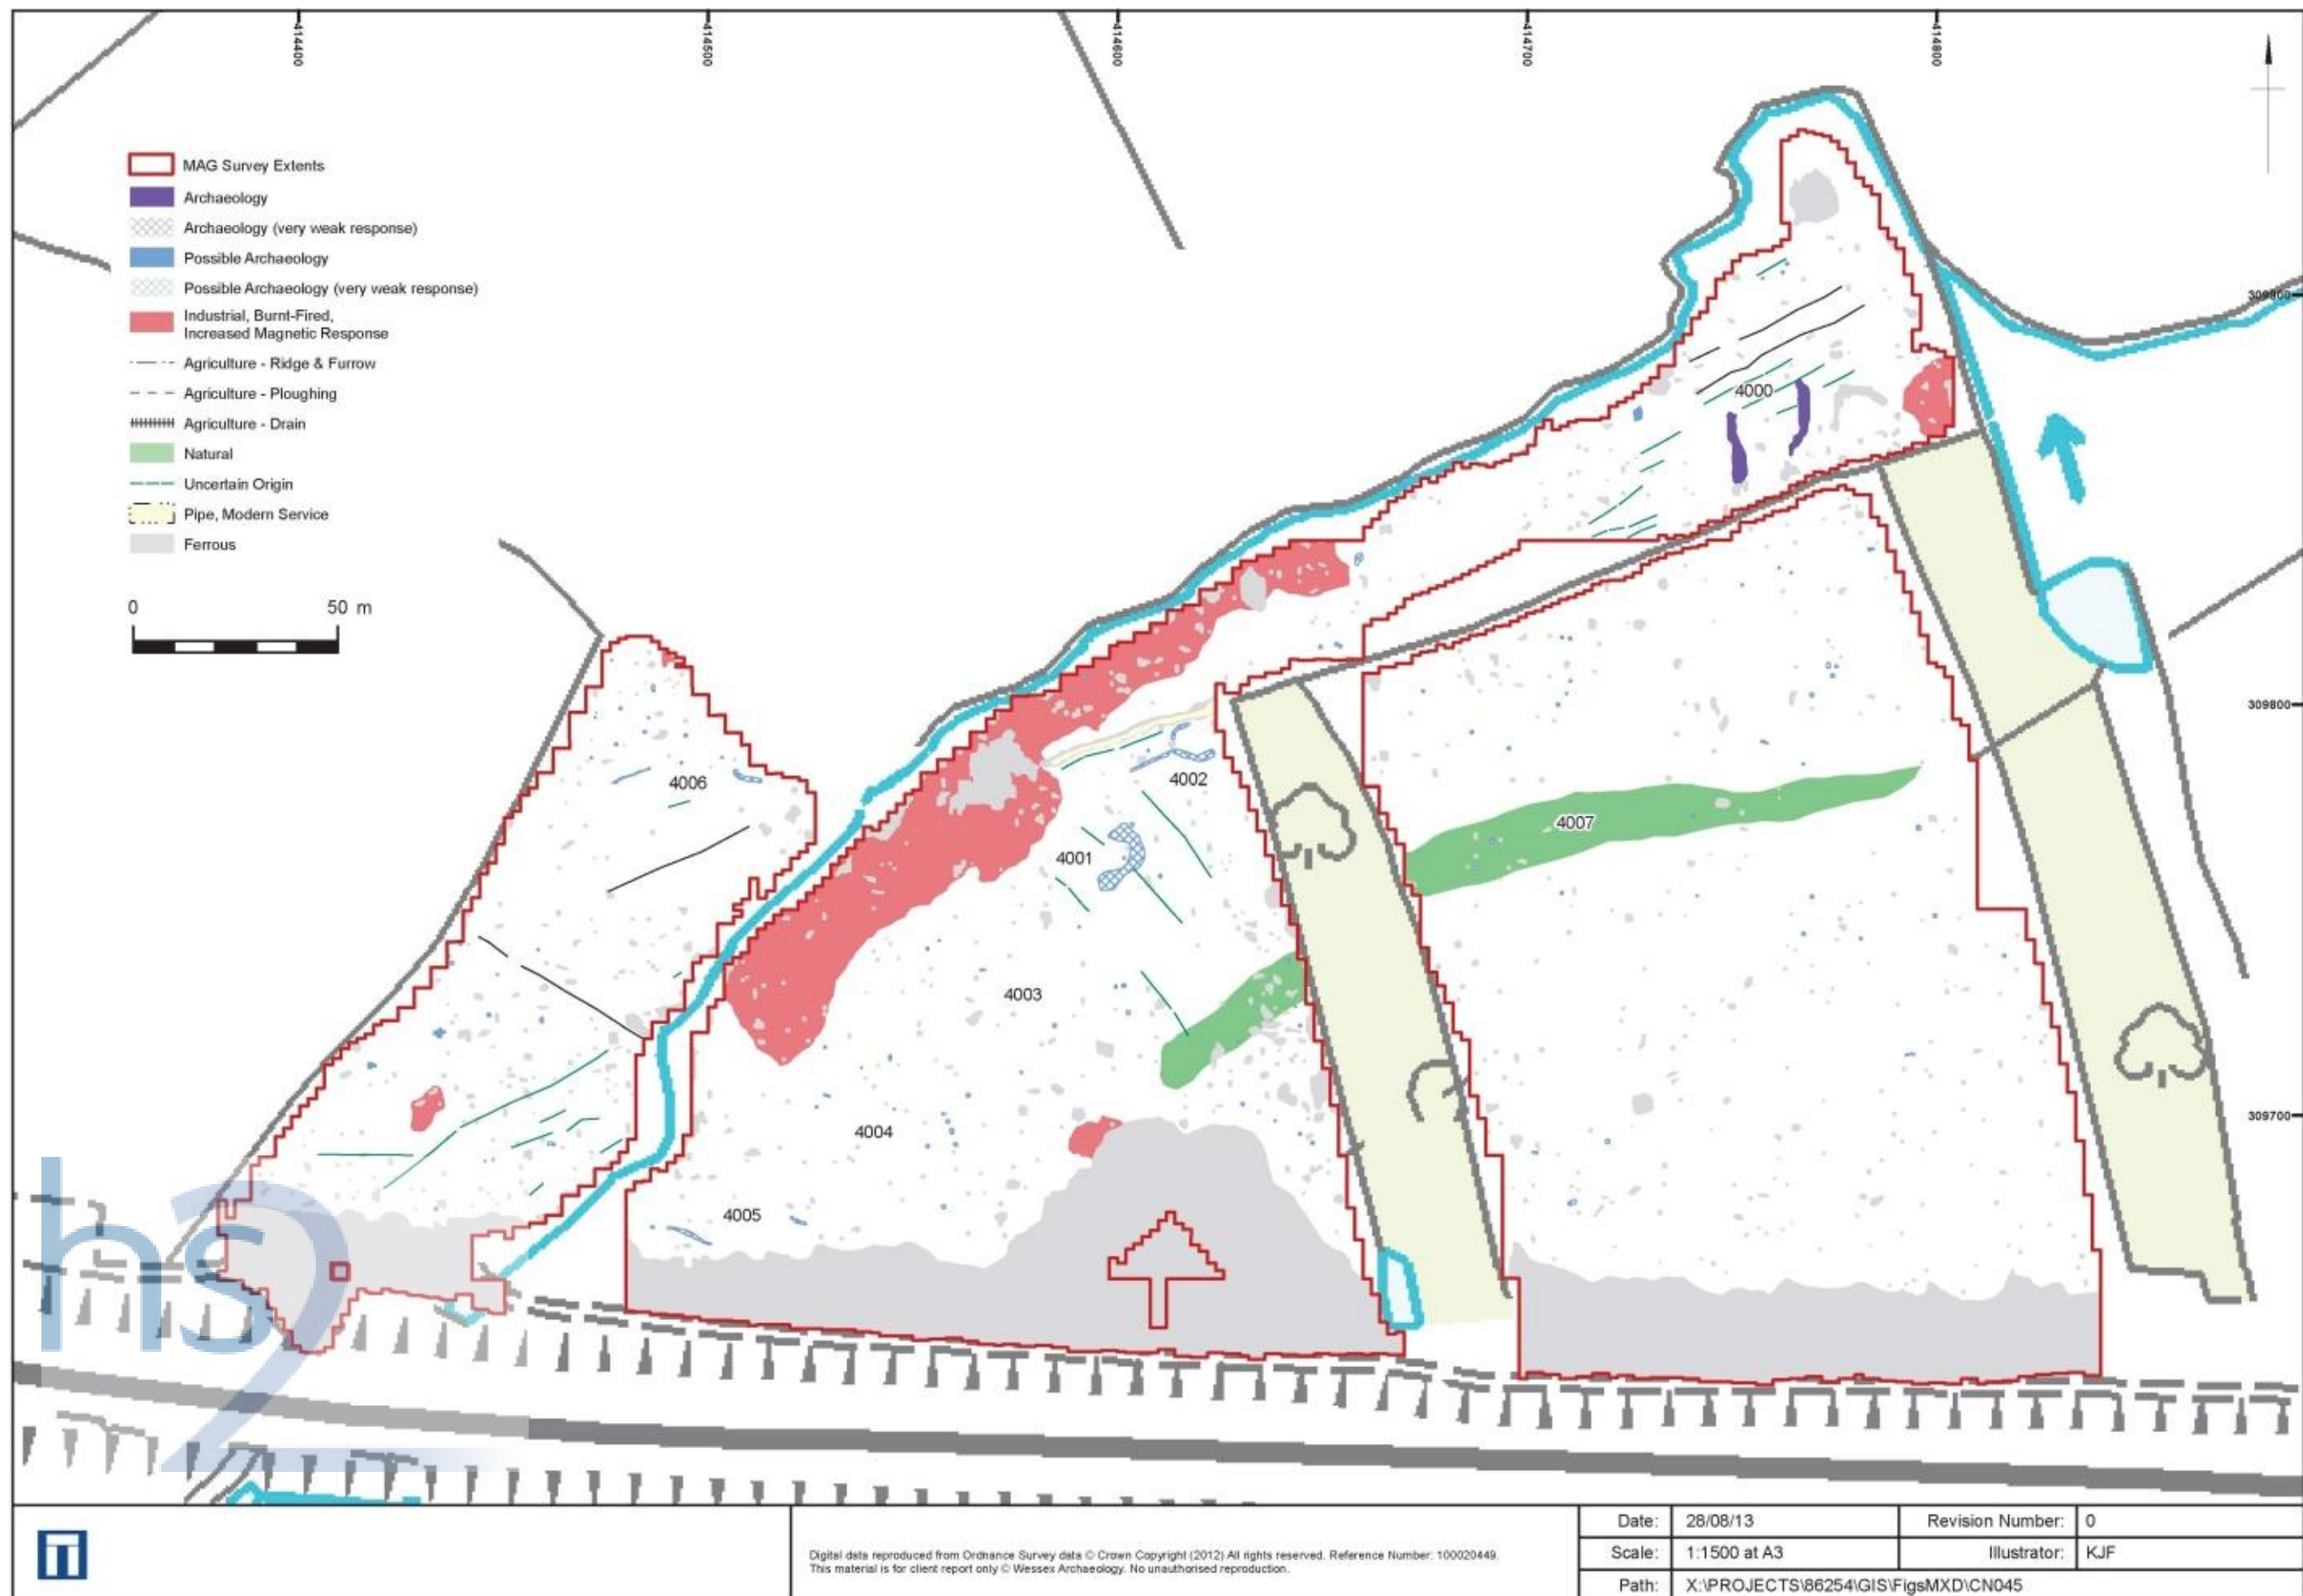 414400
414500
414600
414700
414800
MAG Survey Extents
Archaeology
Archaeology (very weak response)
Possible Archaeology
Possible Archaeology (very weak response)
Industrial, Burnt-Fired,
Increased Magnetic Response
Agriculture - Ridge & Furrow
Agriculture - Ploughing
Agriculture - Drain
Natural
Uncertain Origin
Pipe, Modern Service
Ferrous
0 50 m
4000
309800
4006
4002
4007
4001
4003
309700
4004
4005
hs2
Digital data reproduced from Ordnance Survey data © Crown Copyright (2012) All rights reserved. Reference Number: 100020449.
This material is for client report only © Wessex Archaeology. No unauthorised reproduction.
Date: 28/08/13 Revision Number: 0
Scale: 1:1500 at A3 Illustrator: KJF
Path: X:\PROJECTS\86254\GIS\FigsMXD\CN045